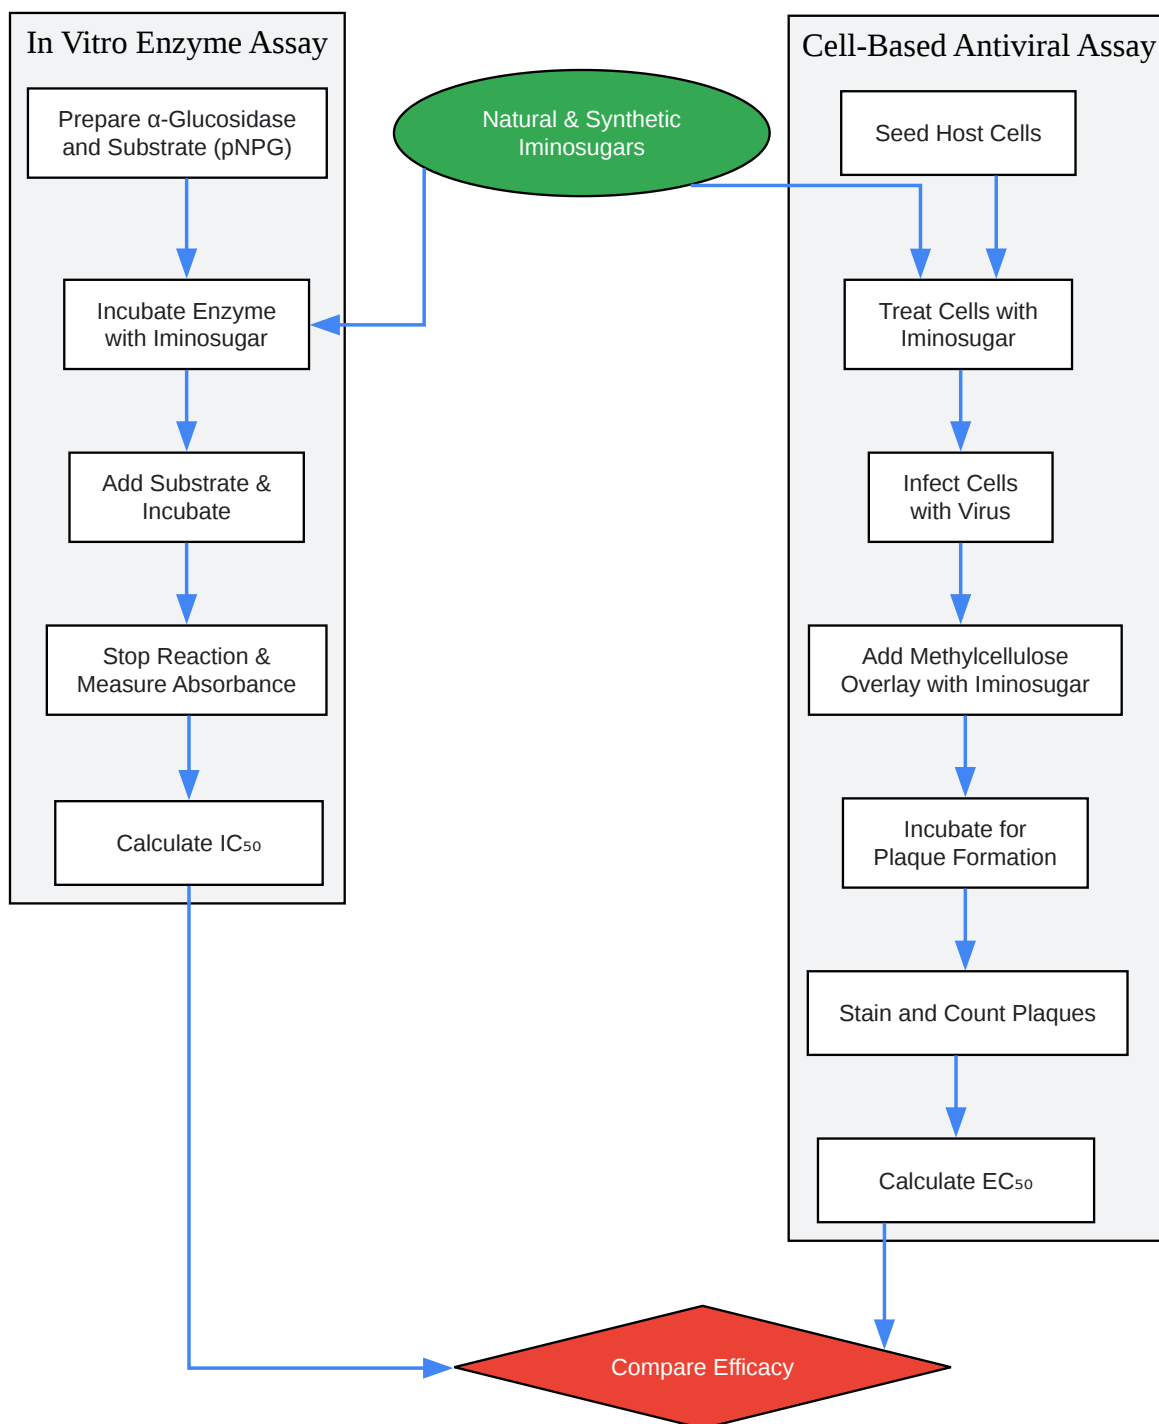 In Vitro Enzyme Assay
Prepare α-Glucosidase
and Substrate (pNPG)
Incubate Enzyme
with Iminosugar
Add Substrate &
Incubate
Stop Reaction &
Measure Absorbance
Calculate IC₅₀
Natural & Synthetic
Iminosugars
Cell-Based Antiviral Assay
Seed Host Cells
Treat Cells with
Iminosugar
Infect Cells
with Virus
Add Methylcellulose
Overlay with Iminosugar
Incubate for
Plaque Formation
Stain and Count Plaques
Calculate EC₅₀
Compare Efficacy